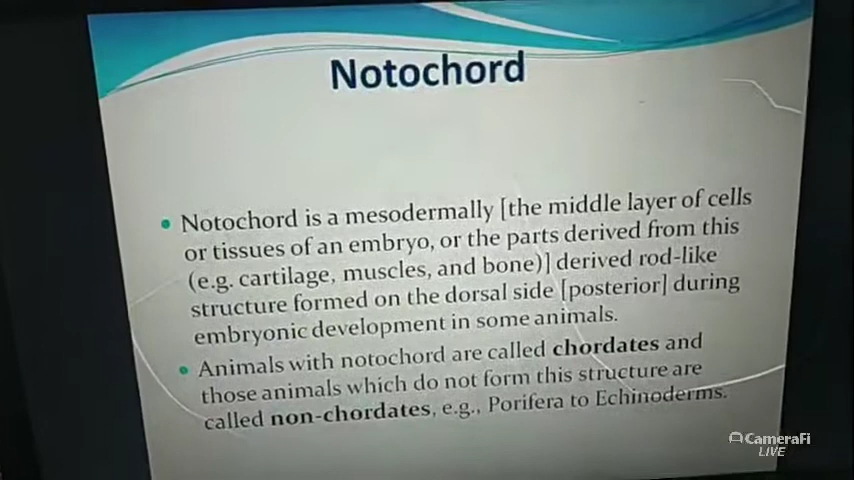 Notochord
• Notochord is a mesodermally [the middle layer of cells
or tissues of an embryo, or the parts derived from this
(e.g. cartilage, muscles, and bone)] derived rod-like
structure formed on the dorsal side [posterior] during
embryonic development in some animals.
• Animals with notochord are called chordates and
those animals which do not form this structure are
called non-chordates, e.g., Porifera to Echinoderms.
CameraFi
LIVE